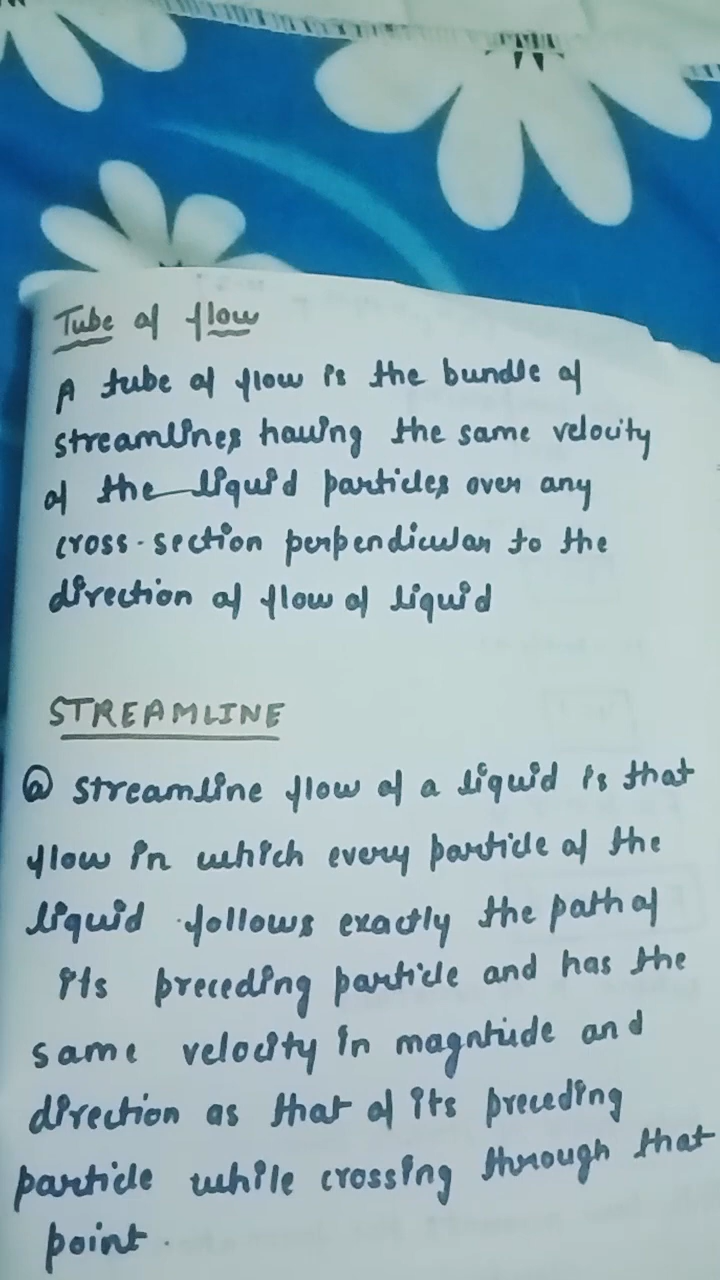 Tube of flow
A tube of flow is the bundle of
streamlines having the same velocity
of the liquid particles over any
cross-section perpendicular to the
direction of flow of liquid
STREAMLINE
@ streamline flow of a liquid is that
flow in which every particle of the
liquid follows exactly the path of
its preceding particle and has the
same velocity in magntiude and
direction as that of its preceding
particle while crossing through that
point.